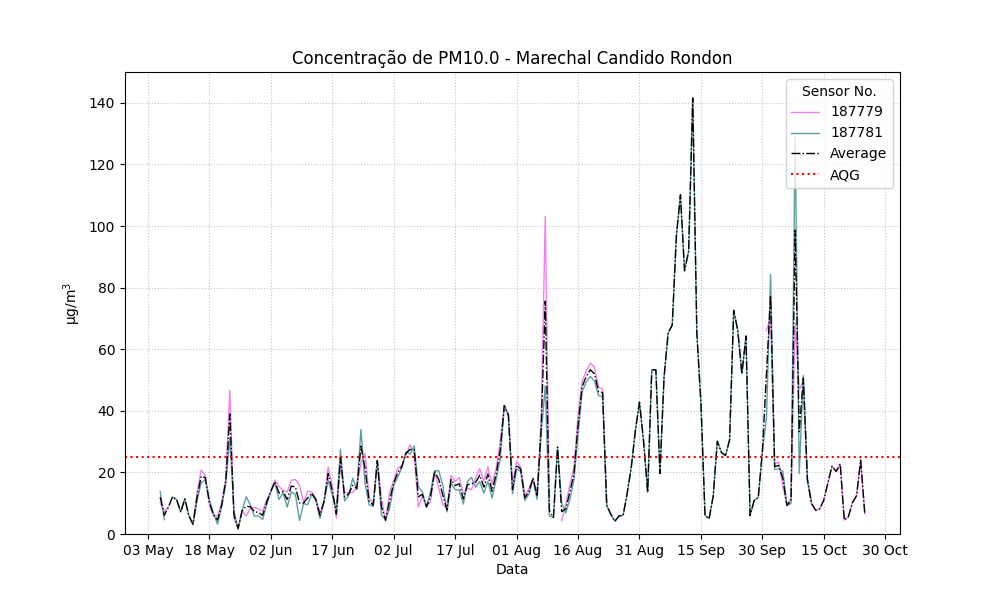 Concentração de PM10.0 - Marechal Candido Rondon
Sensor No.
187779
187781
Average
AQG
140
120
100
80
60
40
20
0
µg/m³
03 May 18 May 02 Jun 17 Jun 02 Jul 17 Jul 01 Aug 16 Aug 31 Aug 15 Sep 30 Sep 15 Oct 30 Oct
Data